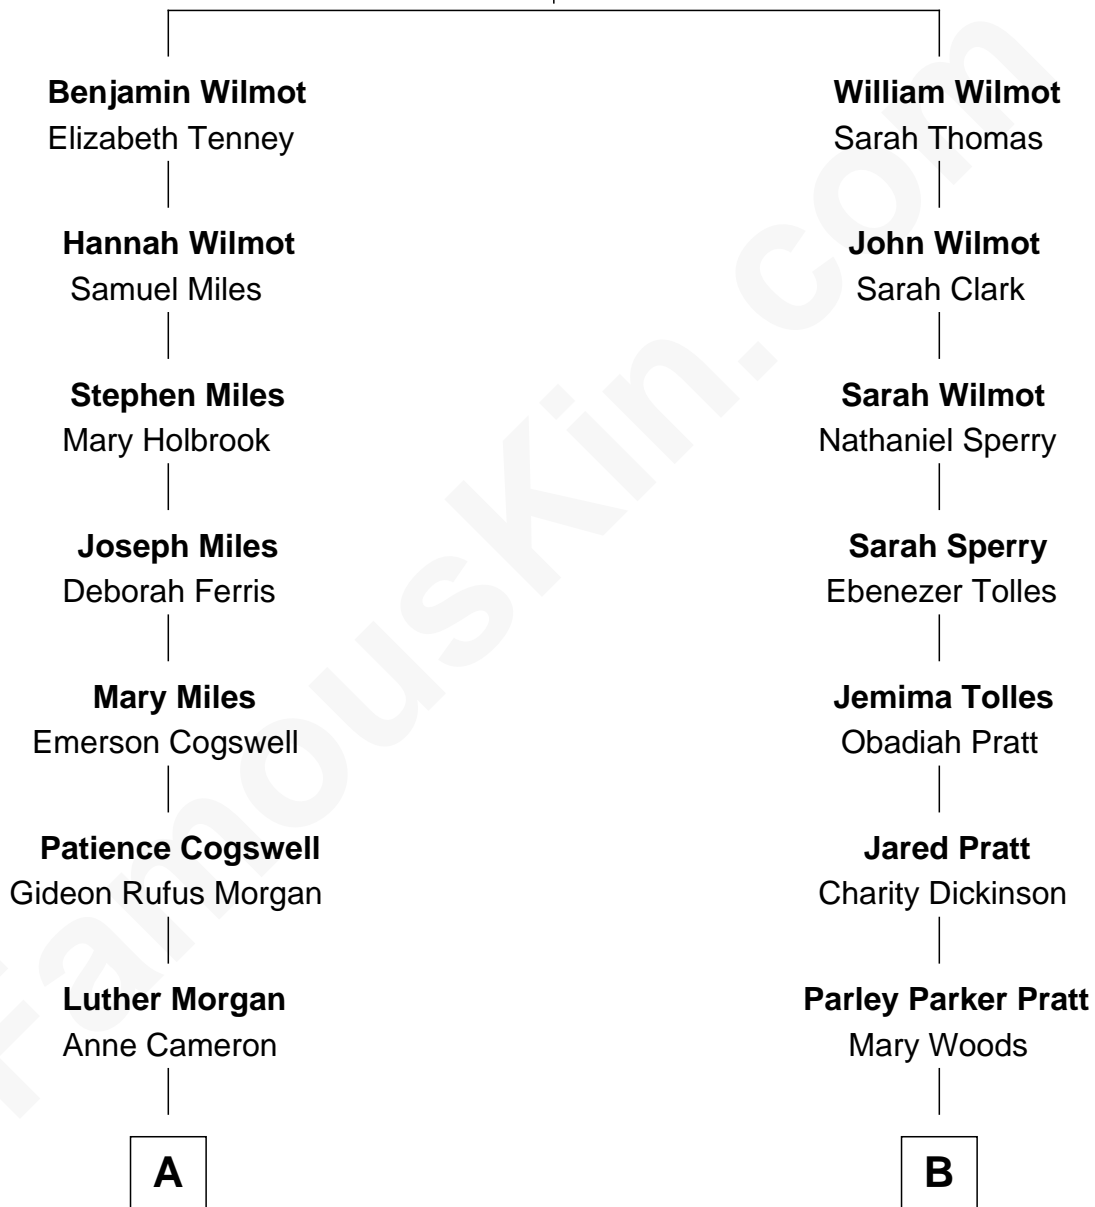 Benjamin Wilmot
Elizabeth Tenney
Hannah Wilmot
Samuel Miles
Stephen Miles
Mary Holbrook
Joseph Miles
Deborah Ferris
Mary Miles
Emerson Cogswell
Patience Cogswell
Gideon Rufus Morgan
Luther Morgan
Anne Cameron
A
William Wilmot
Sarah Thomas
John Wilmot
Sarah Clark
Sarah Wilmot
Nathaniel Sperry
Sarah Sperry
Ebenezer Tolles
Jemima Tolles
Obadiah Pratt
Jared Pratt
Charity Dickinson
Parley Parker Pratt
Mary Woods
B
FamousKin.com